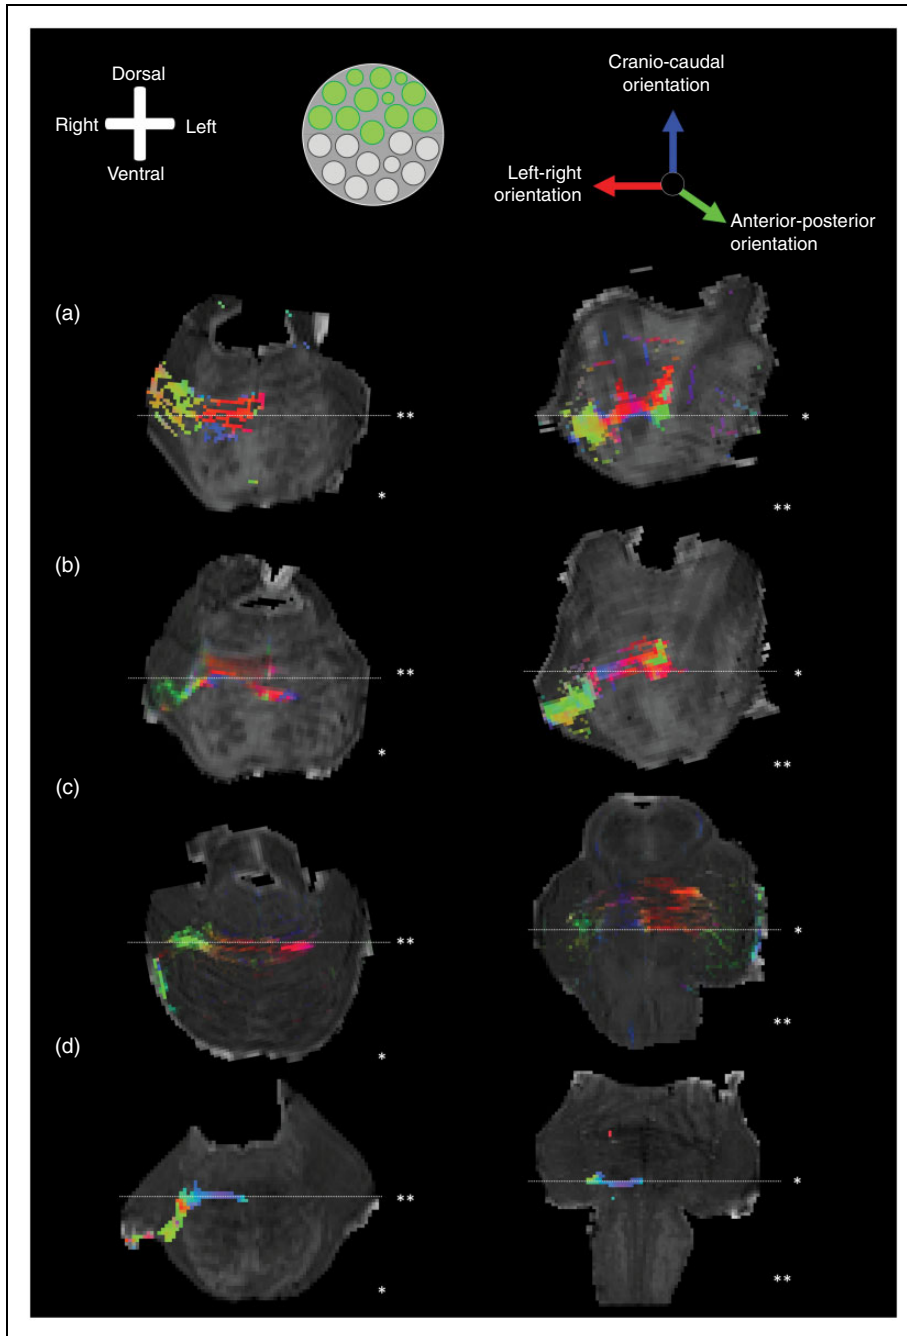 Dorsal
Right
Left
Ventral
Cranio-caudal
orientation
Left-right
orientation
Anterior-posterior
orientation
(a)
**
*
*
**
(b)
**
*
*
**
(c)
**
*
*
**
(d)
**
*
*
**